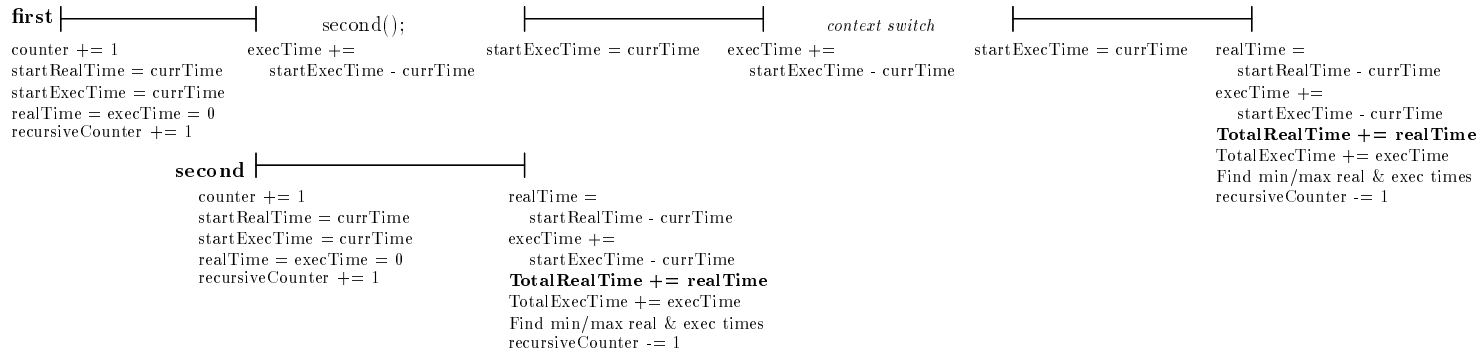 first
second();
context switch
counter += 1
startRealTime = currTime
startExecTime = currTime
realTime = execTime = 0
recursiveCounter += 1
execTime +=
startExecTime - currTime
startExecTime = currTime
execTime +=
startExecTime - currTime
startExecTime = currTime
realTime =
startRealTime - currTime
execTime +=
startExecTime - currTime
TotalRealTime += realTime
TotalExecTime += execTime
Find min/max real & exec times
recursiveCounter -= 1
second
counter += 1
startRealTime = currTime
startExecTime = currTime
realTime = execTime = 0
recursiveCounter += 1
realTime =
startRealTime - currTime
execTime +=
startExecTime - currTime
TotalRealTime += realTime
TotalExecTime += execTime
Find min/max real & exec times
recursiveCounter -= 1